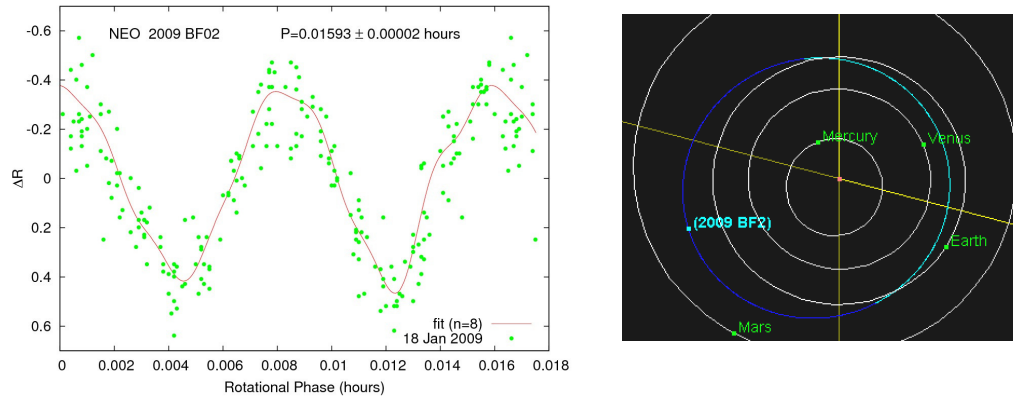 NEO 2009 BF02 P=0.01593 ± 0.00002 hours
-0.6
-0.4
-0.2
0
0.2
0.4
0.6
ΔR
fit (n=8)
18 Jan 2009
0 0.002 0.004 0.006 0.008 0.01 0.012 0.014 0.016 0.018
Rotational Phase (hours)
Mercury
Venus
(2009 BF2)
Earth
Mars